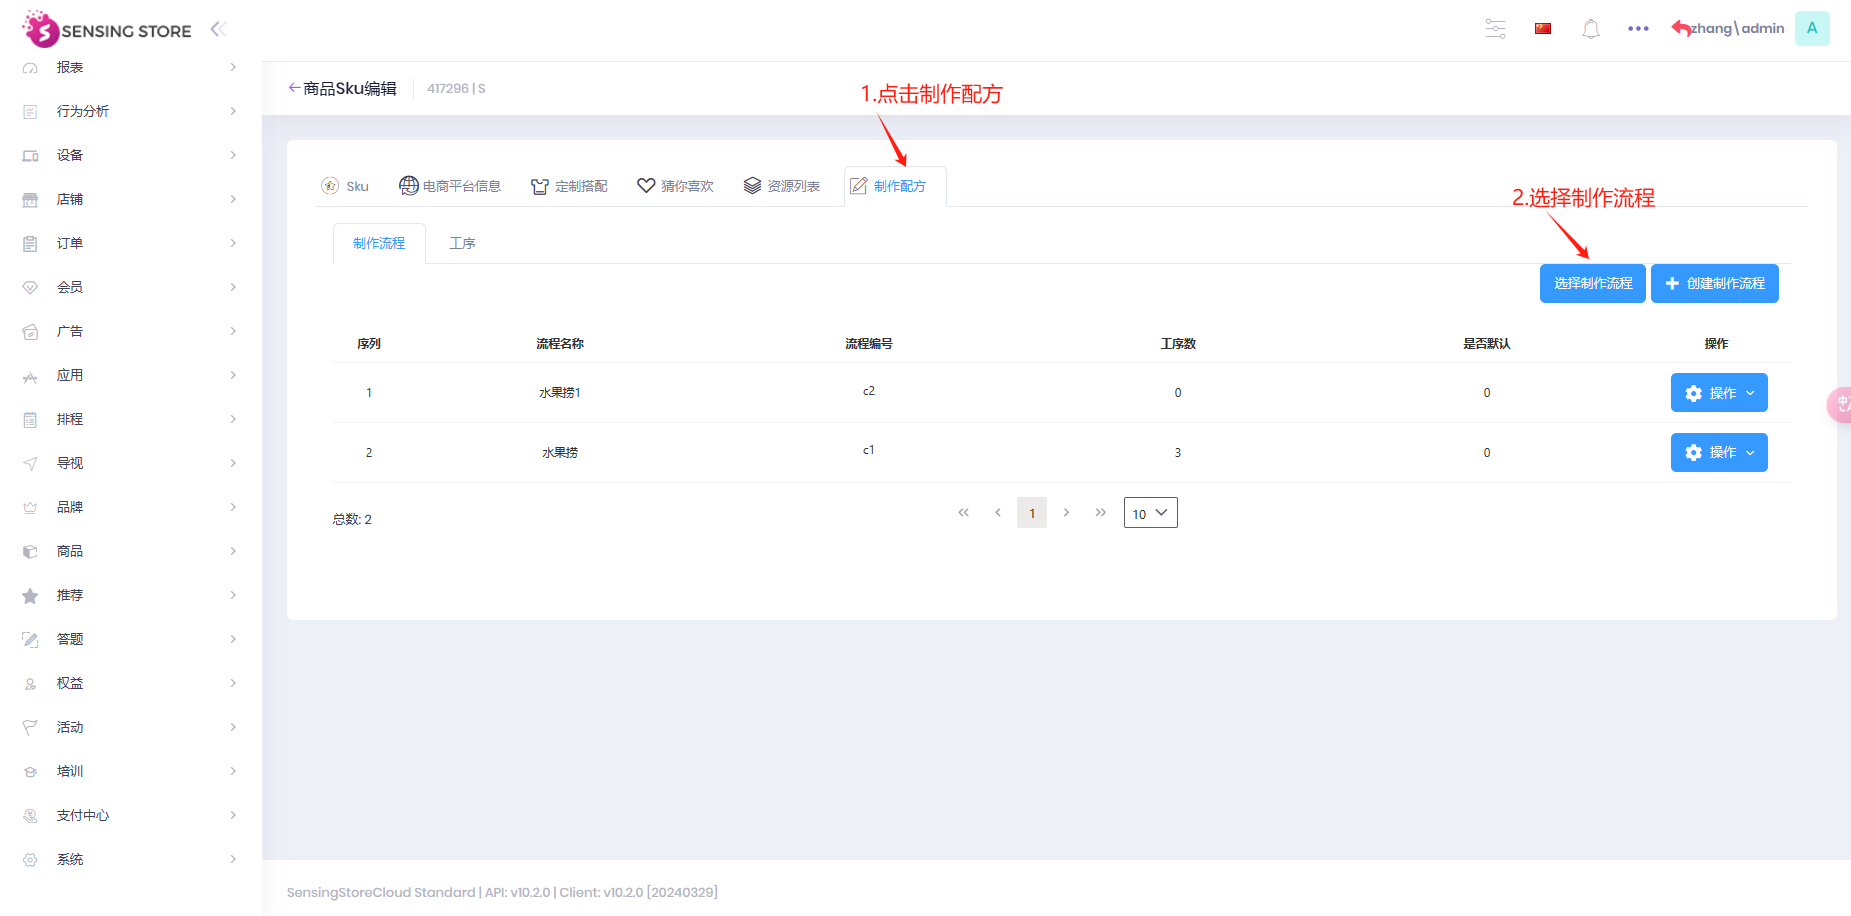 SENSING STORE
zhang\admin
A
报表
行为分析
设备
店铺
订单
会员
广告
应用
排程
导视
品牌
商品
推荐
答题
权益
活动
培训
支付中心
系统
商品Sku编辑
417296 | S
1.点击制作配方
Sku
电商平台信息
定制搭配
猜你喜欢
资源列表
制作配方
2.选择制作流程
制作流程
工序
选择制作流程
创建制作流程
序列 流程名称 流程编号 工序数 是否默认 操作
1 水果捞1 c2 0 0 操作
2 水果捞 c1 3 0 操作
总数: 2
1
10
SensingStoreCloud Standard | API: v10.2.0 | Client: v10.2.0 [20240329]